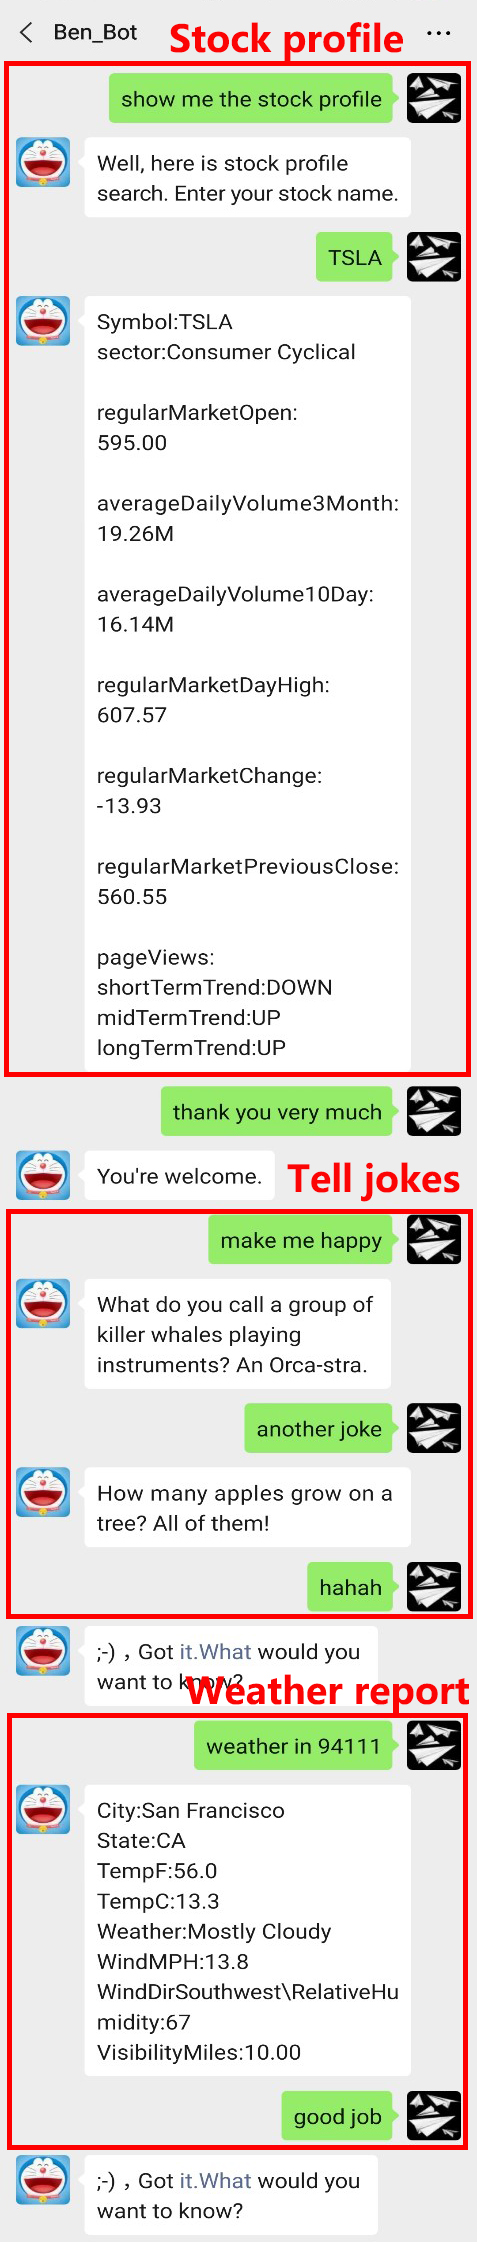 Ben_Bot
Stock profile
show me the stock profile
Well, here is stock profile
search. Enter your stock name.
TSLA
Symbol:TSLA
sector:Consumer Cyclical
regularMarketOpen:
595.00
averageDailyVolume3Month:
19.26M
averageDailyVolume10Day:
16.14M
regularMarketDayHigh:
607.57
regularMarketChange:
-13.93
regularMarketPreviousClose:
560.55
pageViews:
shortTermTrend:DOWN
midTermTrend:UP
longTermTrend:UP
thank you very much
You're welcome.
Tell jokes
make me happy
What do you call a group of
killer whales playing
instruments? An Orca-stra.
another joke
How many apples grow on a
tree? All of them!
hahah
;-) , Got it.What would you
want to know?
Weather report
weather in 94111
City:San Francisco
State:CA
TempF:56.0
TempC:13.3
Weather:Mostly Cloudy
WindMPH:13.8
WindDirSouthwest\RelativeHu
midity:67
VisibilityMiles:10.00
good job
;-) , Got it.What would you
want to know?